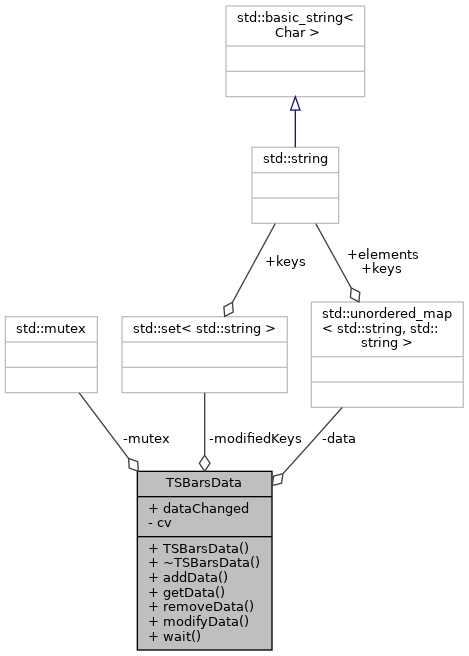 std::basic_string<
Char >
std::string
+keys
+elements
+keys
std::mutex
std::set< std::string >
std::unordered_map
< std::string, std::
string >
-mutex
-modifiedKeys
-data
TSBarsData
+ dataChanged
- cv
+ TSBarsData()
+ ~TSBarsData()
+ addData()
+ getData()
+ removeData()
+ modifyData()
+ wait()